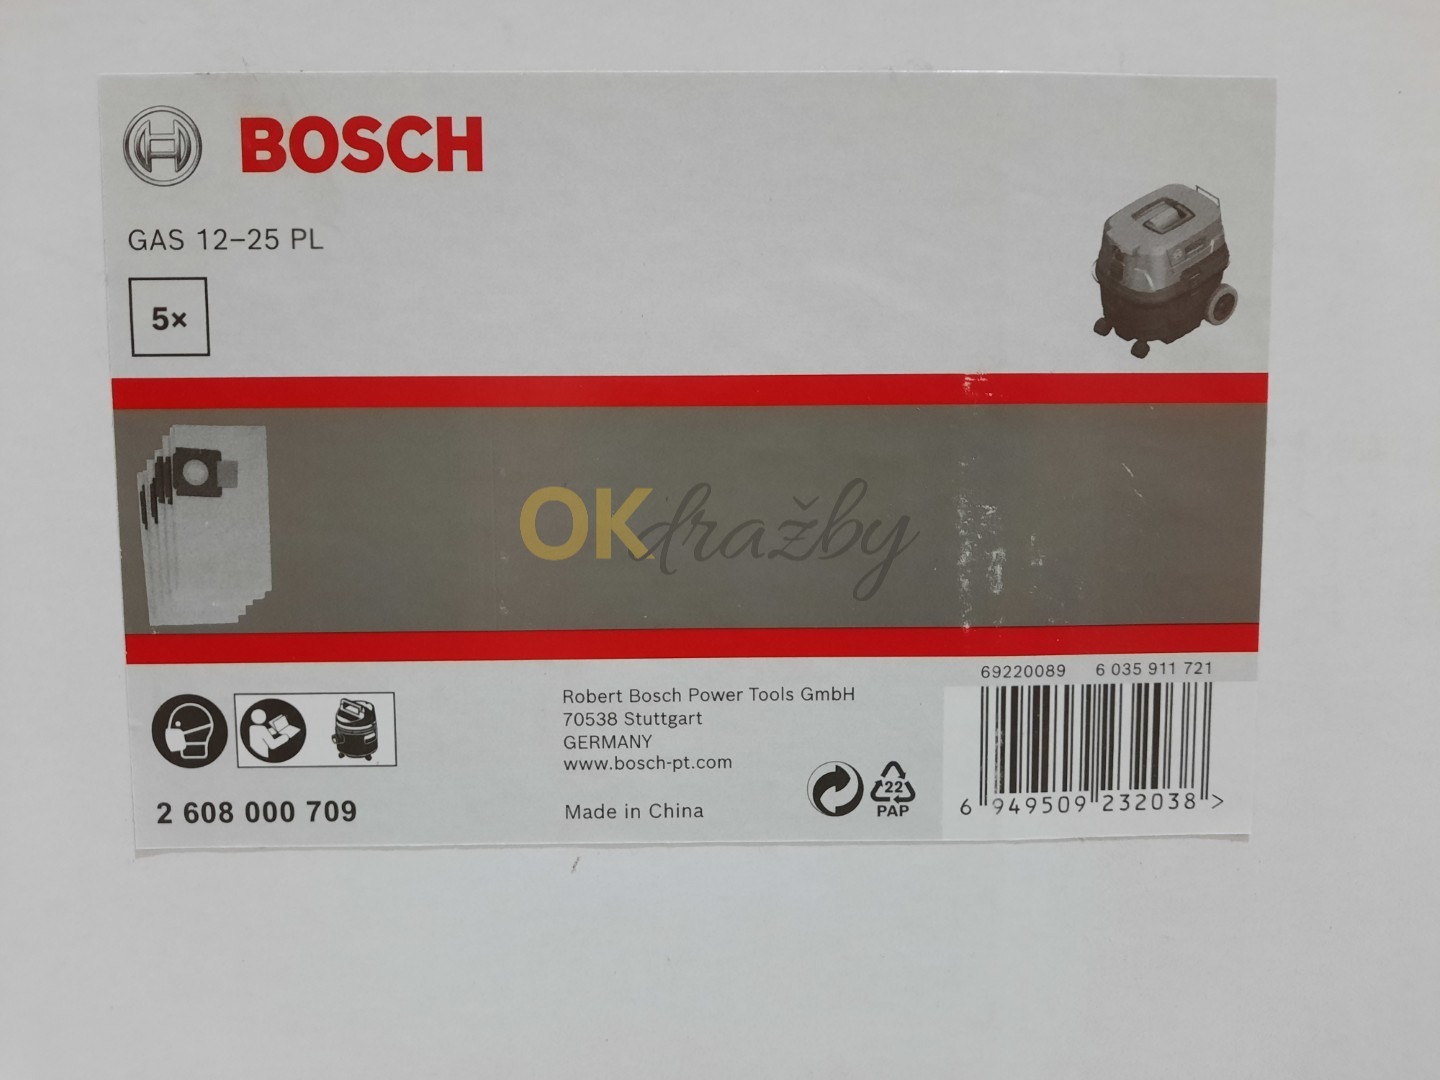 BOSCH
GAS 12–25 PL
5×
OKdražby
69220089 6 035 911 721
Robert Bosch Power Tools GmbH
70538 Stuttgart
GERMANY
www.bosch-pt.com
Made in China
2 608 000 709
22
PAP
6 949509 232038 >